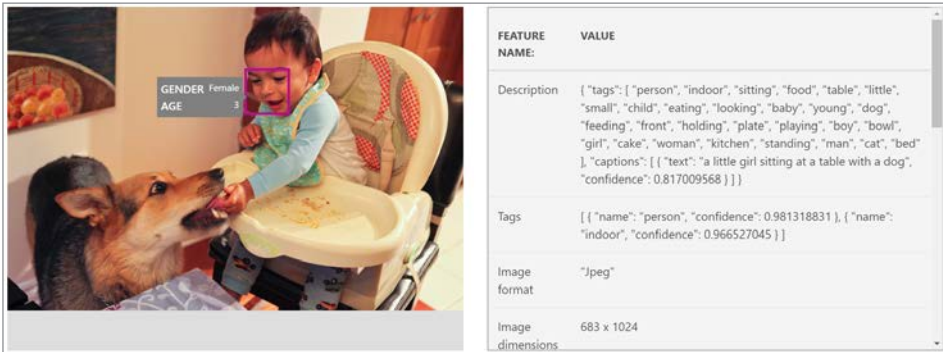 GENDER Female
AGE 3
FEATURE NAME: VALUE
Description { "tags": [ "person", "indoor", "sitting", "food", "table", "little",
"small", "child", "eating", "looking", "baby", "young", "dog",
"feeding", "front", "holding", "plate", "playing", "boy", "bowl",
"girl", "cake", "woman", "kitchen", "standing", "man", "cat", "bed"
], "captions": [ { "text": "a little girl sitting at a table with a dog",
"confidence": 0.817009568 } ] }
Tags [ { "name": "person", "confidence": 0.981318831 }, { "name":
"indoor", "confidence": 0.966527045 } ]
Image format "Jpeg"
Image dimensions 683 x 1024